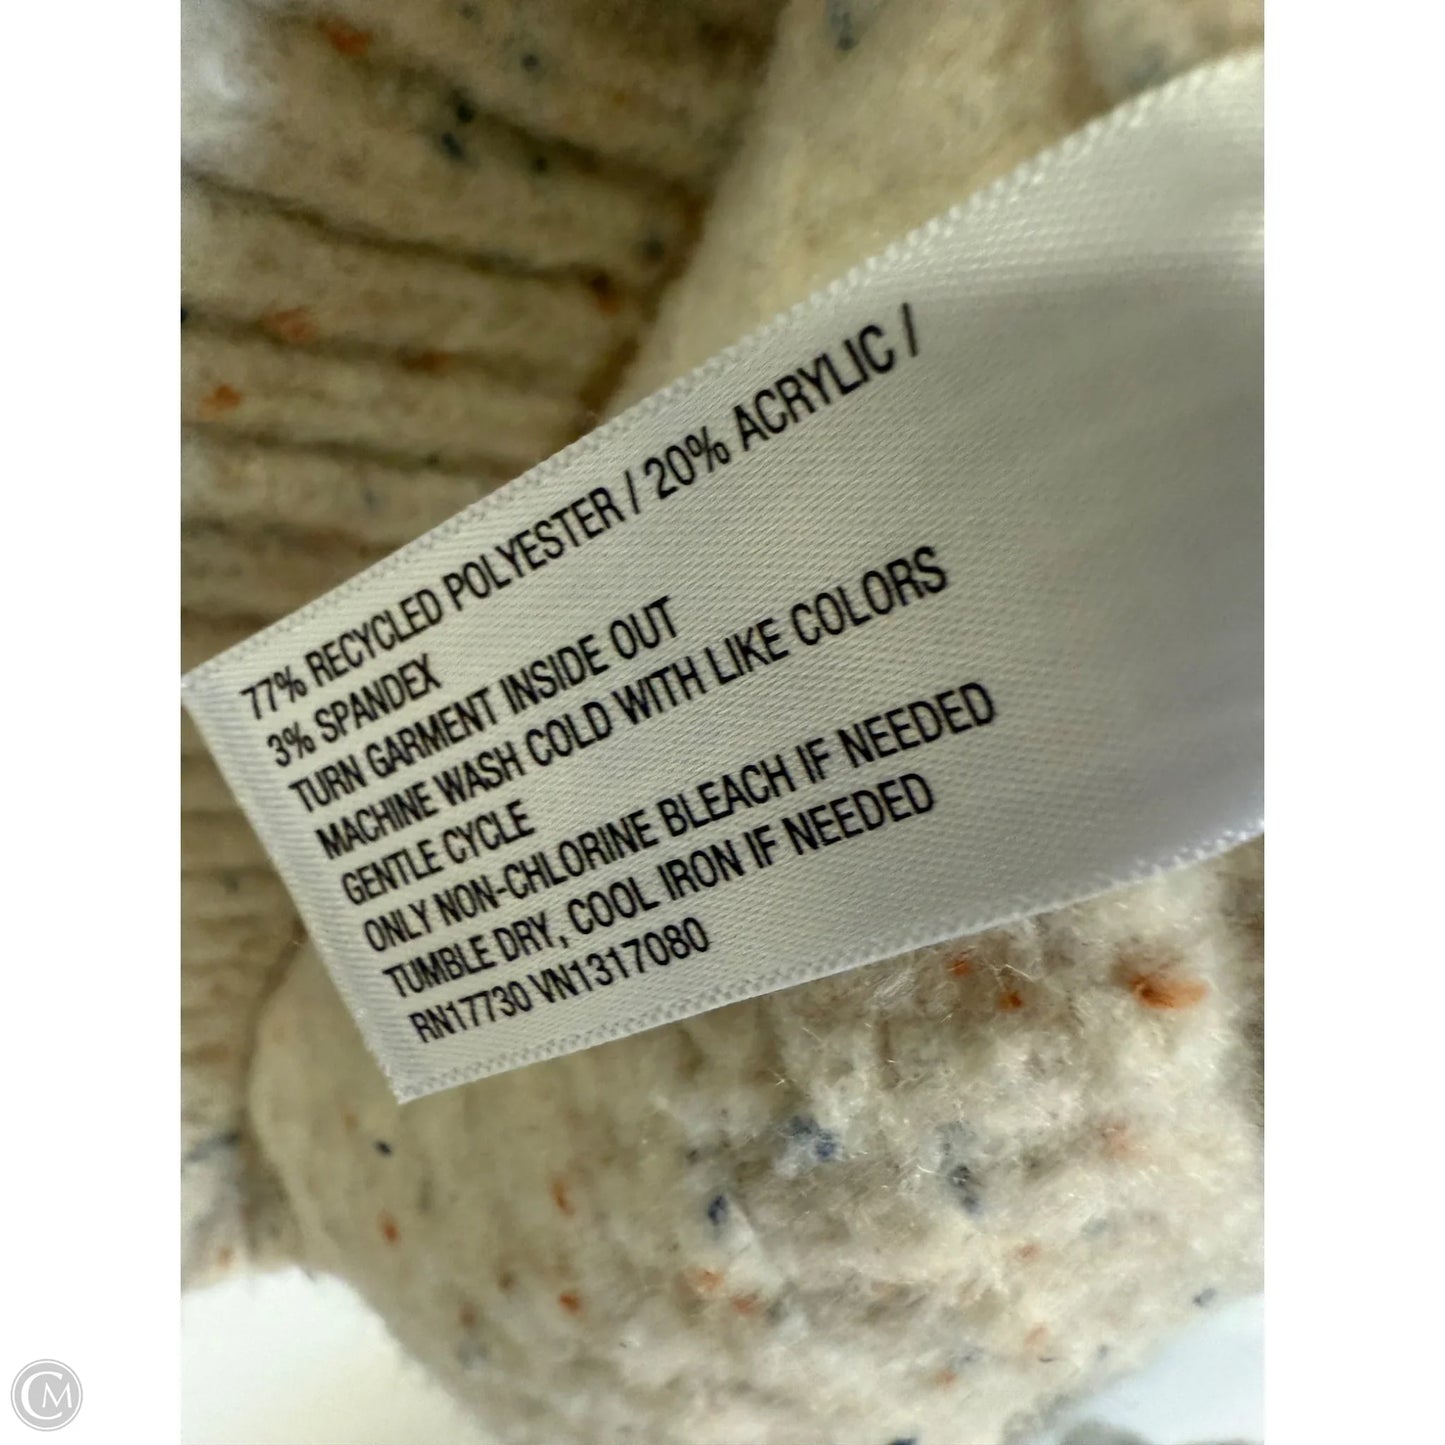 77% RECYCLED POLYESTER / 20% ACRYLIC /
3% SPANDEX
TURN GARMENT INSIDE OUT
MACHINE WASH COLD WITH LIKE COLORS
GENTLE CYCLE
ONLY NON-CHLORINE BLEACH IF NEEDED
TUMBLE DRY, COOL IRON IF NEEDED
RN17730 VN1317080
CM